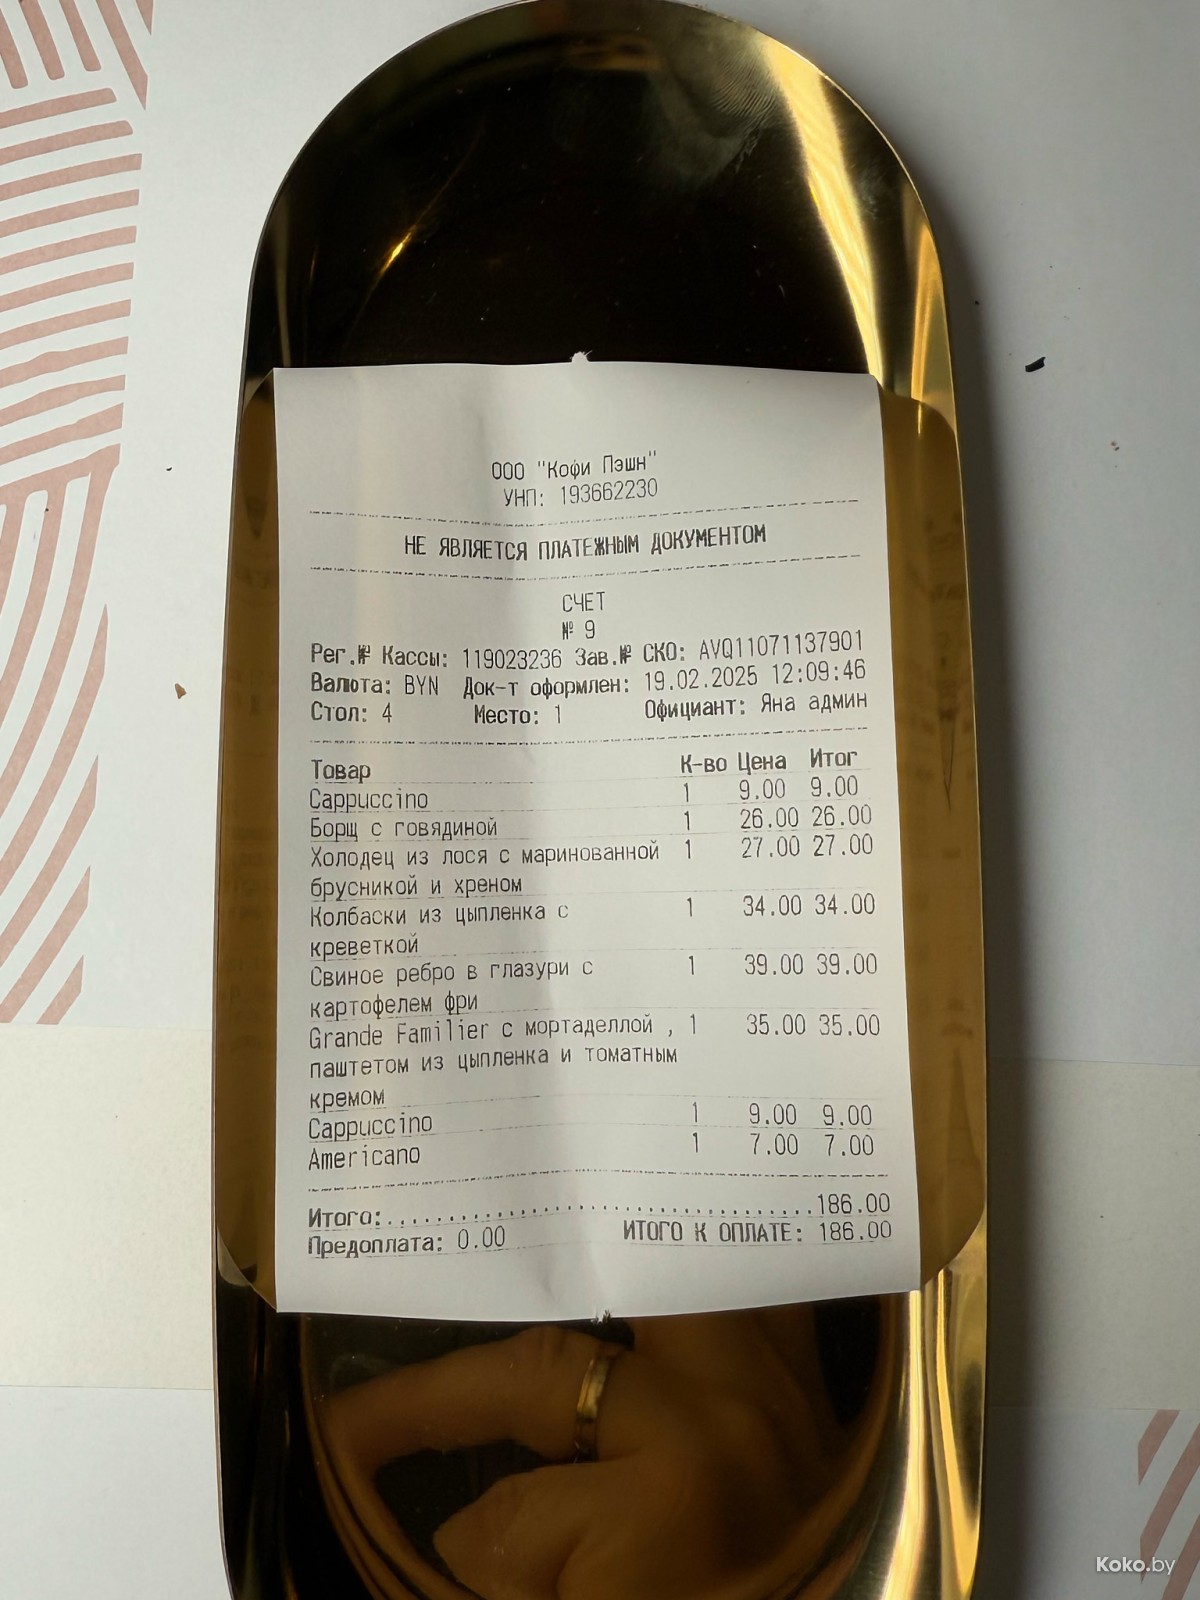 ООО "Кофи Пэшн"
УНП: 193662230
НЕ ЯВЛЯЕТСЯ ПЛАТЕЖНЫМ ДОКУМЕНТОМ
СЧЕТ
№ 9
Рег.№ Кассы: 119023236 Зав.№ СКО: AVQ11071137901
Валюта: BYN Док-т оформлен: 19.02.2025 12:09:46
Стол: 4 Место: 1 Официант: Яна админ
Товар К-во Цена Итог
Cappuccino 1 9.00 9.00
Борщ с говядиной 1 26.00 26.00
Холодец из лося с маринованной 1 27.00 27.00
брусникой и хреном
Колбаски из цыпленка с 1 34.00 34.00
креветкой
Свиное ребро в глазури с 1 39.00 39.00
картофелем фри
Grande Familier с мортаделлой , 1 35.00 35.00
паштетом из цыпленка и томатным
кремом
Cappuccino 1 9.00 9.00
Americano 1 7.00 7.00
Итого:....................................186.00
Предоплата: 0.00 ИТОГО К ОПЛАТЕ: 186.00
Koko.by